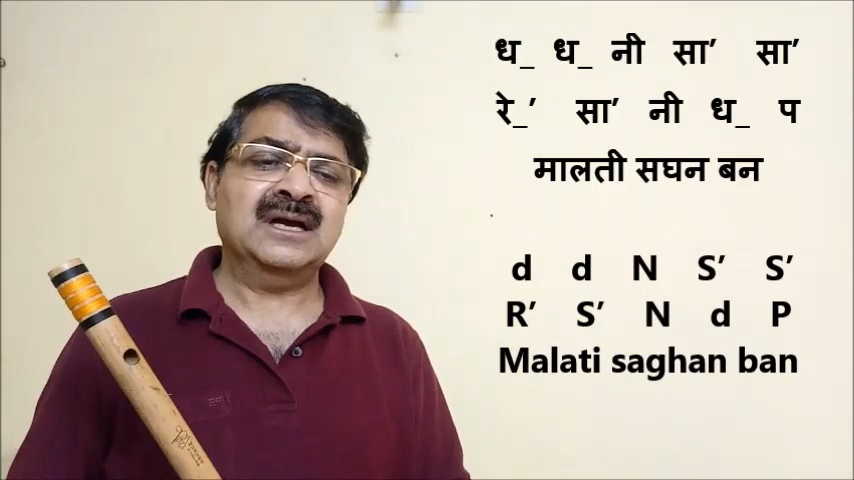 ध_ ध_ नी सा’ सा’
रे_’ सा’ नी ध_ प
मालती सघन बन
d d N S’ S’
R’ S’ N d P
Malati saghan ban